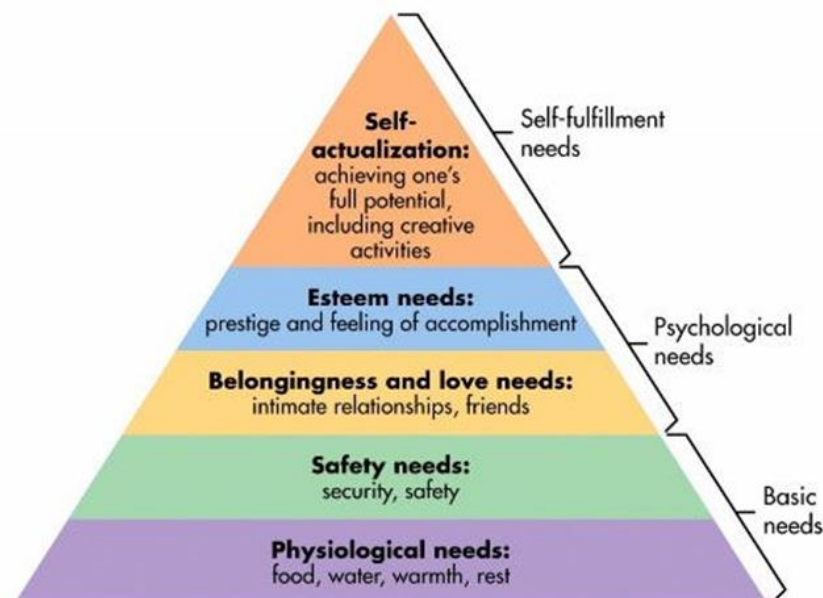 Self-
actualization:
achieving one's
full potential,
including creative
activities
Self-fulfillment
needs
Esteem needs:
prestige and feeling of accomplishment
Belongingness and love needs:
intimate relationships, friends
Psychological
needs
Safety needs:
security, safety
Physiological needs:
food, water, warmth, rest
Basic
needs